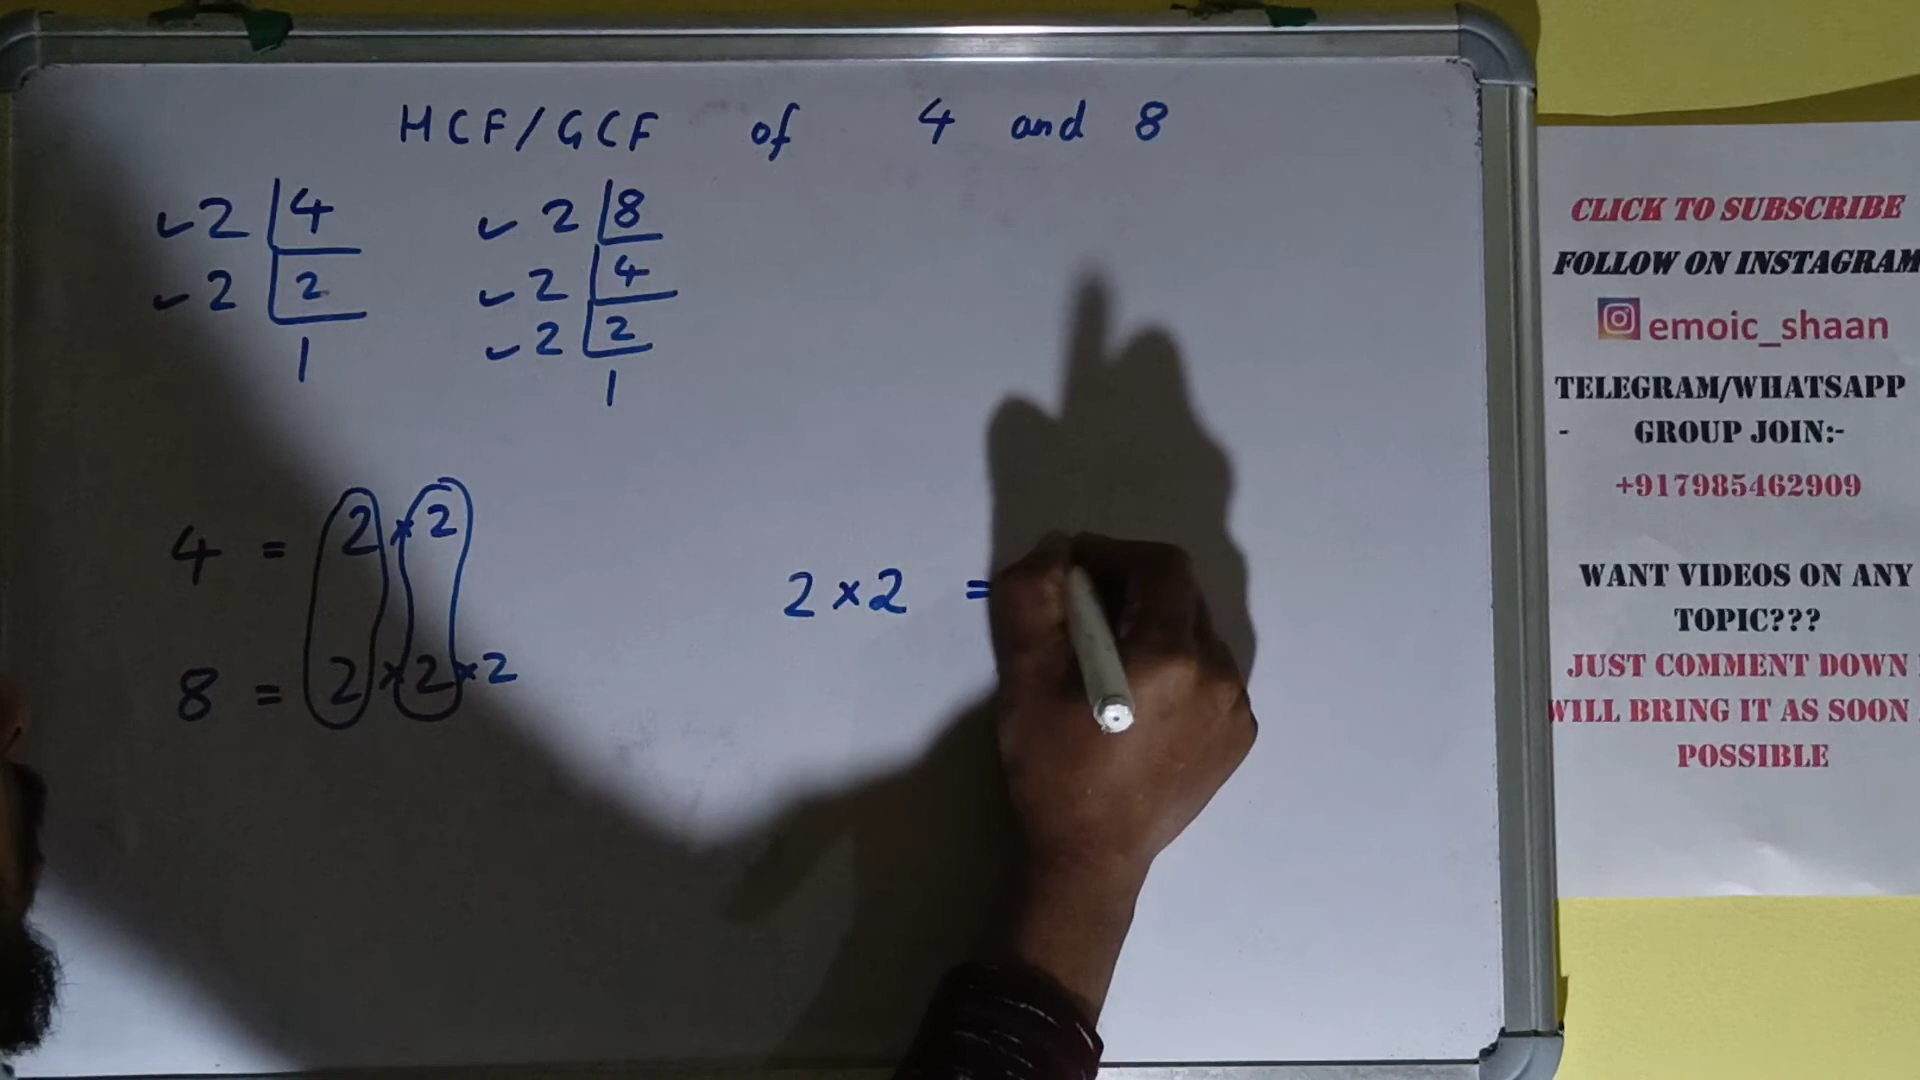 HCF/GCF of 4 and 8
✓2 | 4
✓2 | 2
1
✓2 | 8
✓2 | 4
✓2 | 2
1
4 = 2×2
8 = 2×2×2
2×2 =
CLICK TO SUBSCRIBE
FOLLOW ON INSTAGRAM
emoic_shaan
TELEGRAM/WHATSAPP
- GROUP JOIN:-
+917985462909
WANT VIDEOS ON ANY
TOPIC???
JUST COMMENT DOWN
WILL BRING IT AS SOON
POSSIBLE